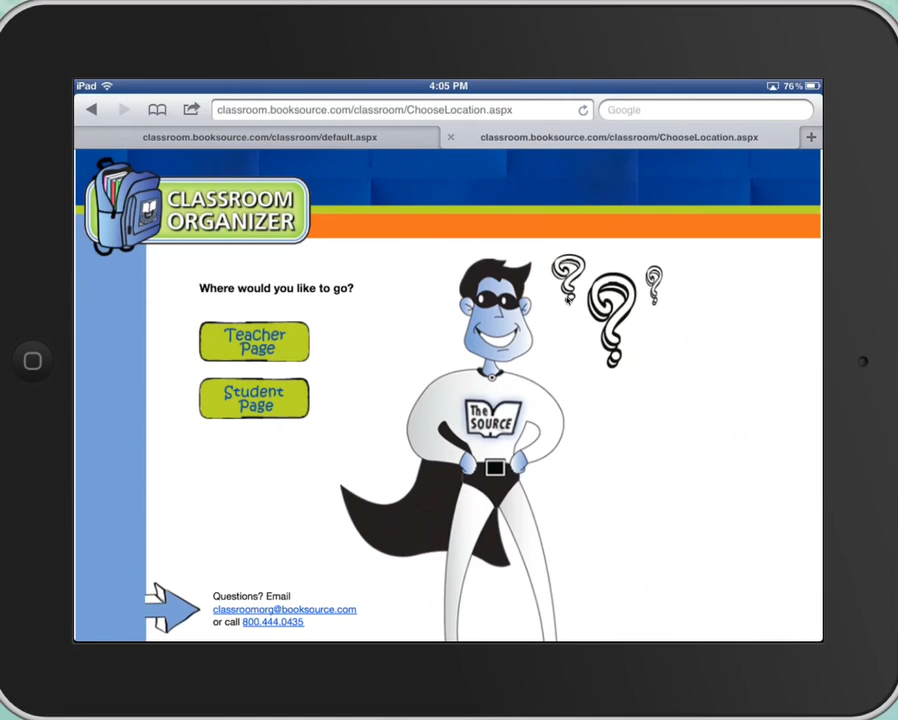 iPad 4:05 PM 76%
classroom.booksource.com/classroom/ChooseLocation.aspx Google
classroom.booksource.com/classroom/default.aspx classroom.booksource.com/classroom/ChooseLocation.aspx
CLASSROOM
ORGANIZER
Where would you like to go?
Teacher
Page
? ? ?
Student
Page
The
SOURCE
Questions? Email
classroomorg@booksource.com
or call 800.444.0435